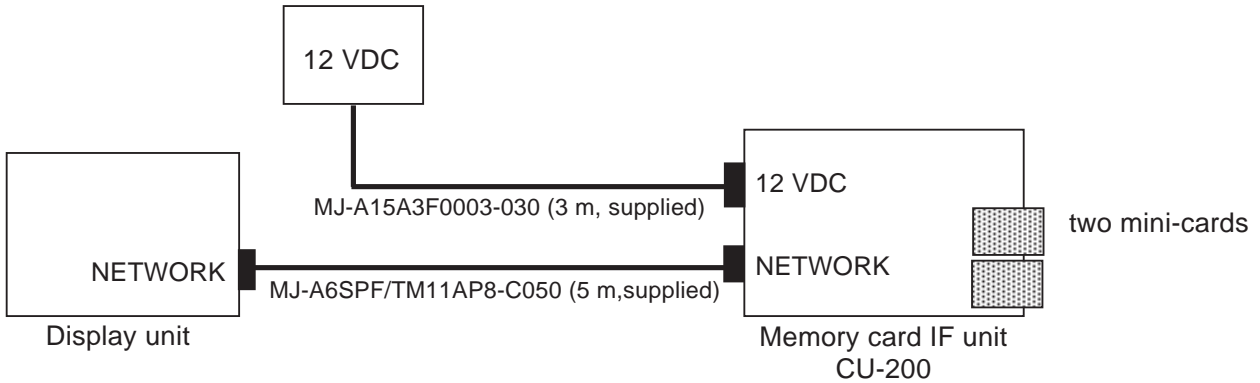 12 VDC
12 VDC
MJ-A15A3F0003-030 (3 m, supplied)
two mini-cards
NETWORK
NETWORK
MJ-A6SPF/TM11AP8-C050 (5 m,supplied)
Display unit
Memory card IF unit
CU-200